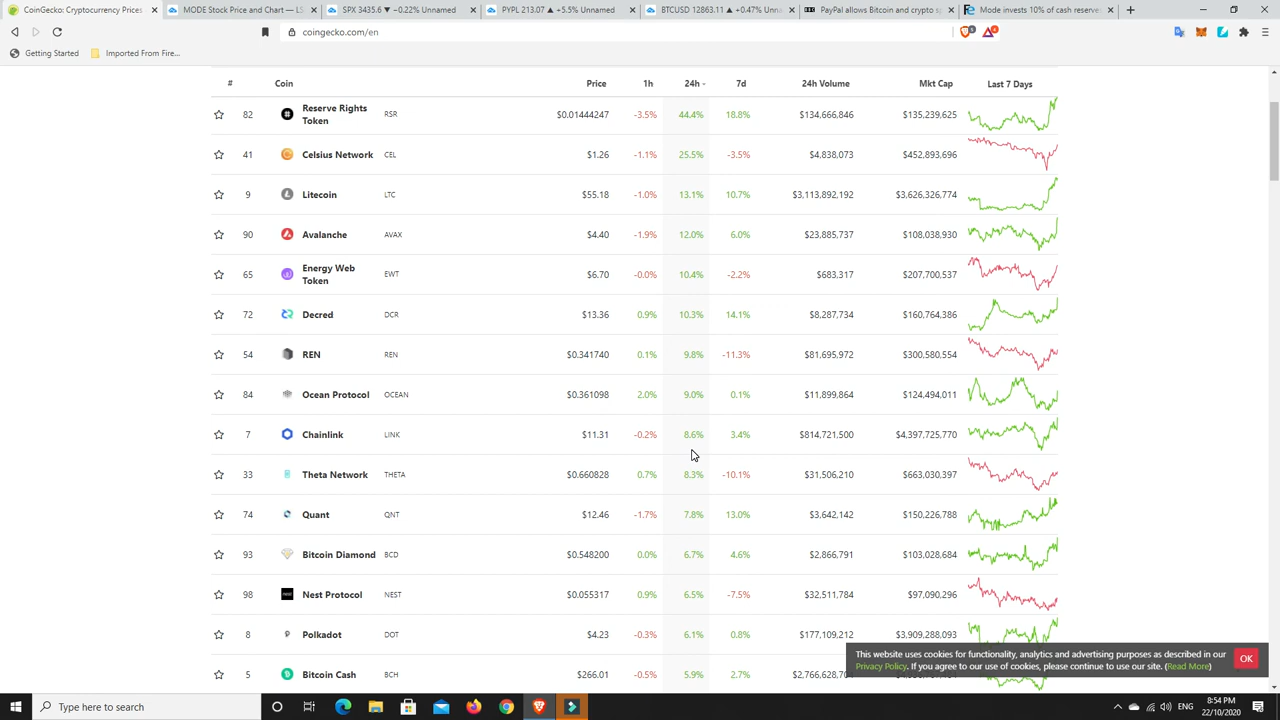 CoinGecko: Cryptocurrency Prices
MODE Stock Price and Chart — LS
SPX 3435.6 ▼ −0.22% Unnamed
PYPL 213.07 ▲ +5.5% Unnamed
BTCUSD 12863.11 ▲ +0.47% Unna
PayPal allows Bitcoin and crypto sp
Mode invests 10% of cash reserves
coingecko.com/en
Getting Started
Imported From Fire...
# Coin Price 1h 24h 7d 24h Volume Mkt Cap Last 7 Days
82 Reserve Rights Token RSR $0.01444247 -3.5% 44.4% 18.8% $134,666,846 $135,239,625
41 Celsius Network CEL $1.26 -1.1% 25.5% -3.5% $4,838,073 $452,893,696
9 Litecoin LTC $55.18 -1.0% 13.1% 10.7% $3,113,892,192 $3,626,326,774
90 Avalanche AVAX $4.40 -1.9% 12.0% 6.0% $23,885,737 $108,038,930
65 Energy Web Token EWT $6.70 -0.0% 10.4% -2.2% $683,317 $207,700,537
72 Decred DCR $13.36 0.9% 10.3% 14.1% $8,287,734 $160,764,386
54 REN REN $0.341740 0.1% 9.8% -11.3% $81,695,972 $300,580,554
84 Ocean Protocol OCEAN $0.361098 2.0% 9.0% 0.1% $11,899,864 $124,494,011
7 Chainlink LINK $11.31 -0.2% 8.6% 3.4% $814,721,500 $4,397,725,770
33 Theta Network THETA $0.660828 0.7% 8.3% -10.1% $31,506,210 $663,030,397
74 Quant QNT $12.46 -1.7% 7.8% 13.0% $3,642,142 $150,226,788
93 Bitcoin Diamond BCD $0.548200 0.0% 6.7% 4.6% $2,866,791 $103,028,684
98 Nest Protocol NEST $0.055317 0.9% 6.5% -7.5% $32,511,784 $97,090,296
8 Polkadot DOT $4.23 -0.3% 6.1% 0.8% $177,109,212 $3,909,288,093
5 Bitcoin Cash BCH $266.01 -0.5% 5.9% 2.7%
This website uses cookies for functionality, analytics and advertising purposes as described in our
Privacy Policy. If you agree to our use of cookies, please continue to use our site. (Read More)
OK
Type here to search
ENG
8:54 PM
22/10/2020